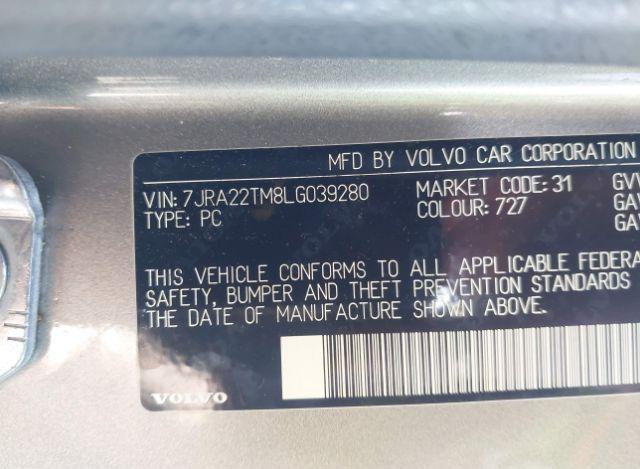 MFD BY VOLVO CAR CORPORATION
VIN: 7JRA22TM8LG039280 MARKET CODE: 31
TYPE: PC COLOUR: 727
THIS VEHICLE CONFORMS TO ALL APPLICABLE FEDERA
SAFETY, BUMPER AND THEFT PREVENTION STANDARDS
THE DATE OF MANUFACTURE SHOWN ABOVE.
VOLVO